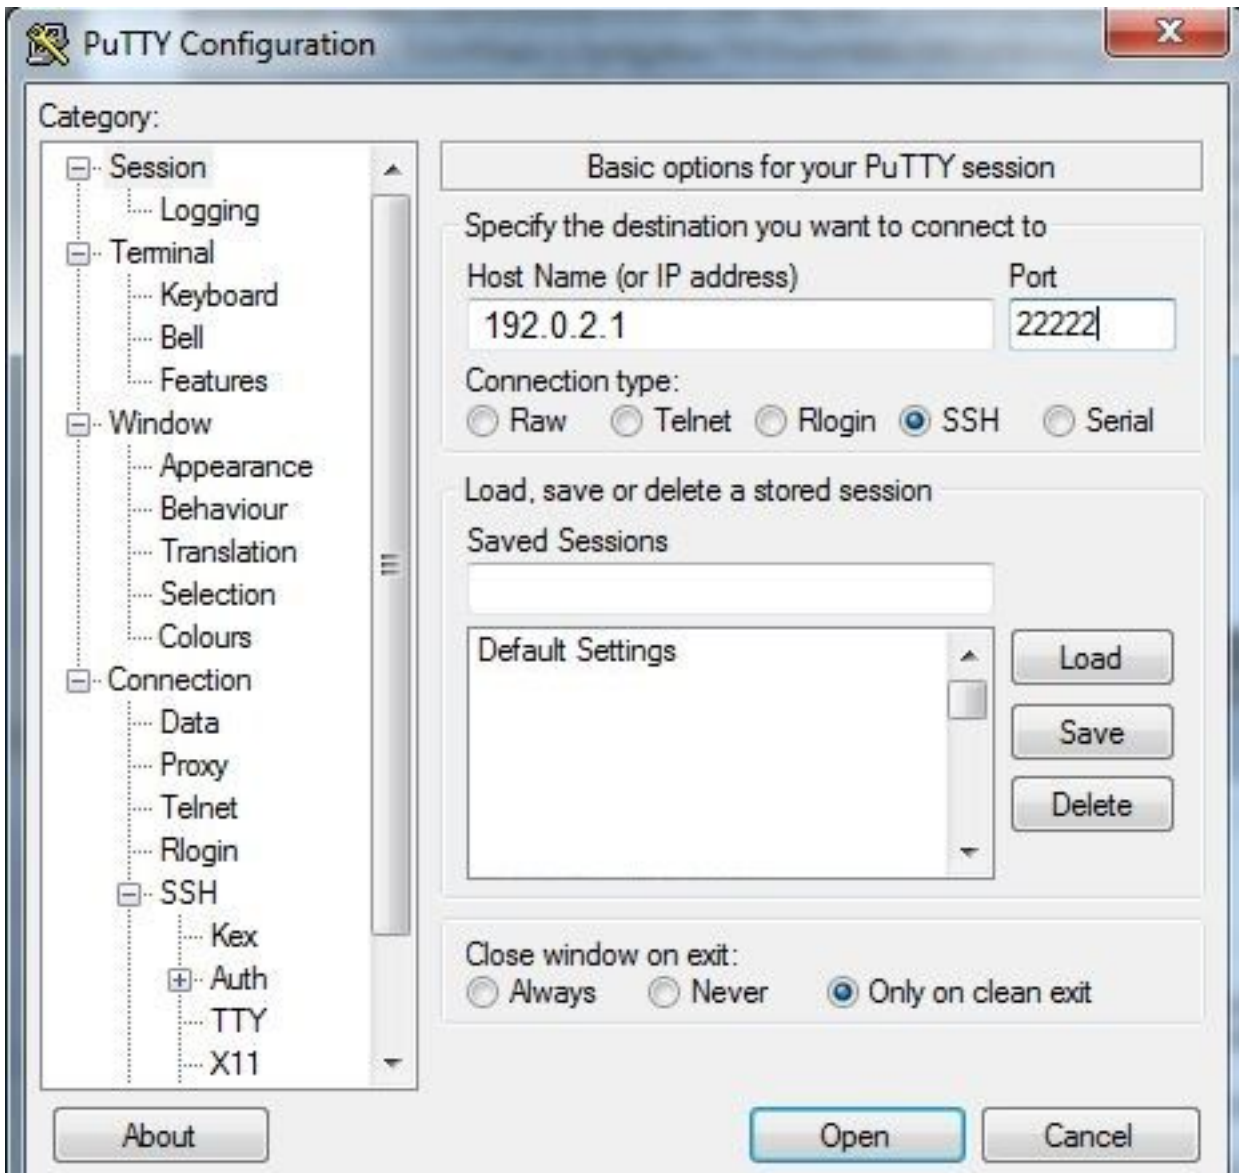 PuTTY Configuration
Category:
Session
Logging
Terminal
Keyboard
Bell
Features
Window
Appearance
Behaviour
Translation
Selection
Colours
Connection
Data
Proxy
Telnet
Rlogin
SSH
Kex
Auth
TTY
X11
About
Basic options for your PuTTY session
Specify the destination you want to connect to
Host Name (or IP address) Port
192.0.2.1 22222
Connection type:
Raw Telnet Rlogin SSH Serial
Load, save or delete a stored session
Saved Sessions
Default Settings
Load
Save
Delete
Close window on exit:
Always Never Only on clean exit
Open Cancel